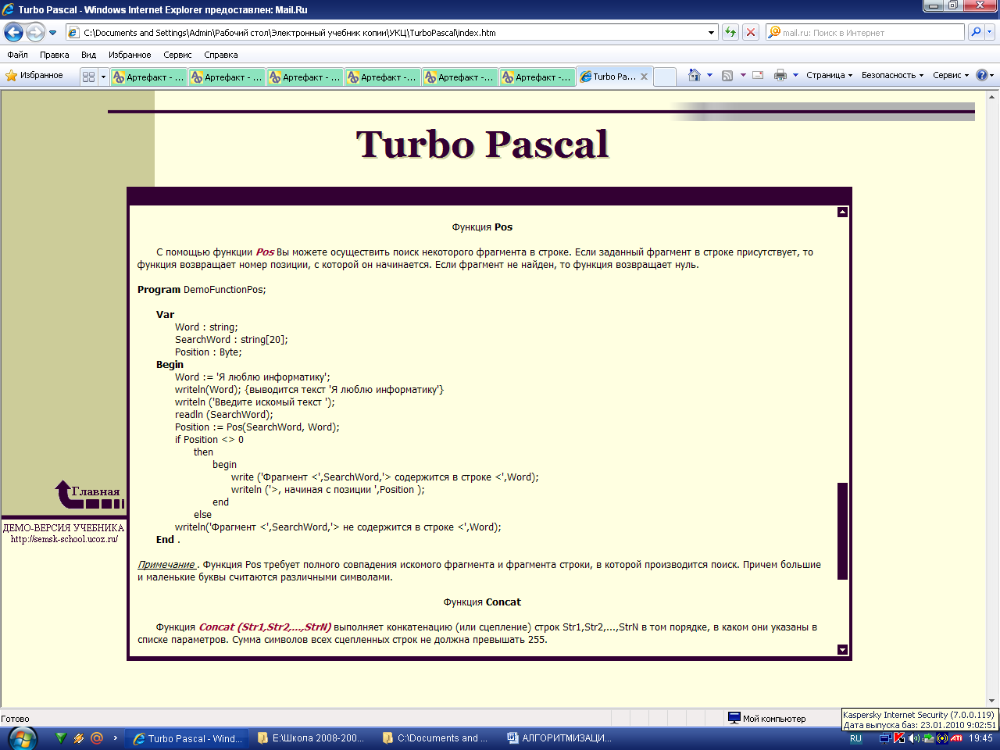 Turbo Pascal - Windows Internet Explorer предоставлен: Mail.Ru
C:\Documents and Settings\Admin\Рабочий стол\Электронный учебник копии\УКЦ\TurboPascal\index.htm
mail.ru: Поиск в Интернет
Файл Правка Вид Избранное Сервис Справка
Избранное Артефакт - ... Артефакт - ... Артефакт - ... Артефакт -... Артефакт -... Артефакт -... Turbo Pa... Страница Безопасность Сервис
Turbo Pascal
Функция Pos
С помощью функции Pos Вы можете осуществить поиск некоторого фрагмента в строке. Если заданный фрагмент в строке присутствует, то
функция возвращает номер позиции, с которой он начинается. Если фрагмент не найден, то функция возвращает нуль.
Program DemoFunctionPos;
Var
Word : string;
SearchWord : string[20];
Position : Byte;
Begin
Word := 'Я люблю информатику';
writeln(Word); {выводится текст 'Я люблю информатику'}
writeln ('Введите искомый текст ');
readln (SearchWord);
Position := Pos(SearchWord, Word);
if Position <> 0
then
begin
write ('Фрагмент <',SearchWord,'> содержится в строке <',Word);
writeln ('>, начиная с позиции ',Position );
end
else
writeln('Фрагмент <',SearchWord,'> не содержится в строке <',Word);
End .
Примечание . Функция Pos требует полного совпадения искомого фрагмента и фрагмента строки, в которой производится поиск. Причем большие
и маленькие буквы считаются различными символами.
Функция Concat
Функция Concat (Str1,Str2,...,StrN) выполняет конкатенацию (или сцепление) строк Str1,Str2,...,StrN в том порядке, в каком они указаны в
списке параметров. Сумма символов всех сцепленных строк не должна превышать 255.
Главная
ДЕМО-ВЕРСИЯ УЧЕБНИКА
http://semsk-school.ucoz.ru/
Готово
Мой компьютер
Kaspersky Internet Security (7.0.0.119)
Дата выпуска баз: 23.01.2010 9:02:51
Turbo Pascal - Wind... E:\Школа 2008-200... C:\Documents and ... АЛГОРИТМИЗАЦИ... RU ATI 19:45